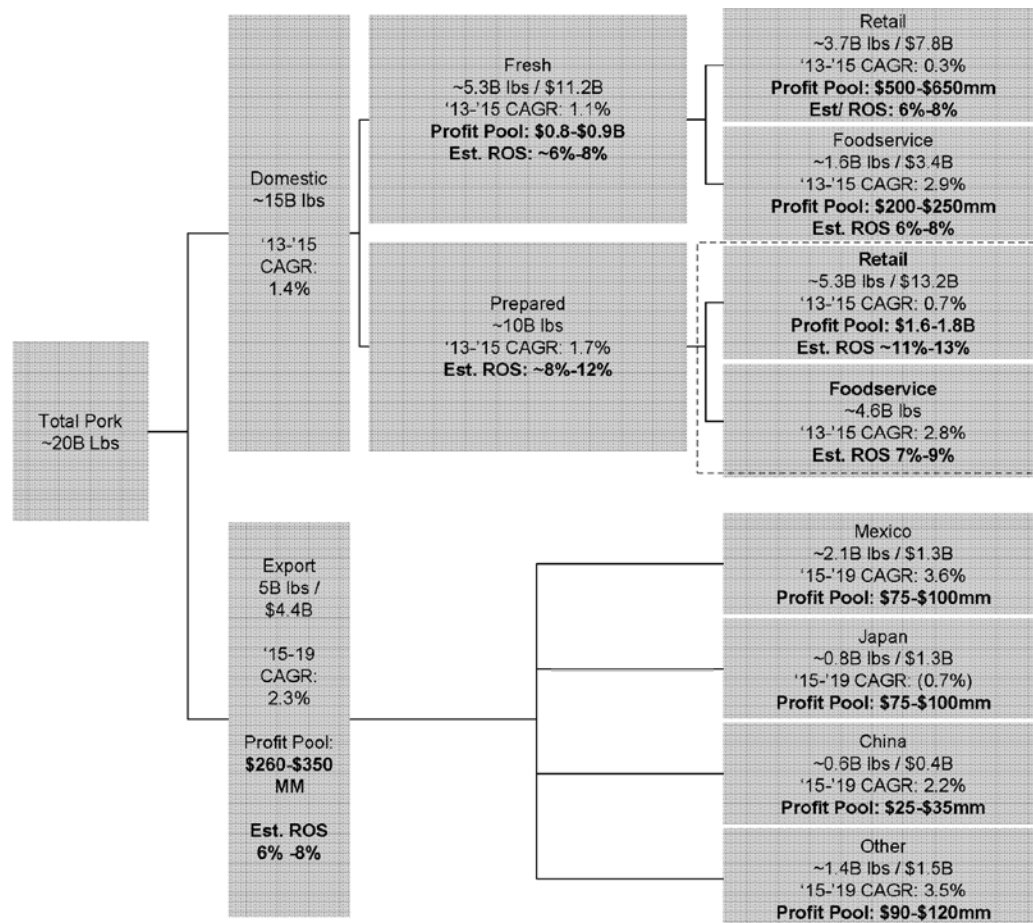 Total Pork
~20B Lbs
Domestic
~15B lbs
'13-'15
CAGR:
1.4%
Fresh
~5.3B lbs / $11.2B
'13-'15 CAGR: 1.1%
Profit Pool: $0.8-$0.9B
Est. ROS: ~6%-8%
Retail
~3.7B lbs / $7.8B
'13-'15 CAGR: 0.3%
Profit Pool: $500-$650mm
Est/ ROS: 6%-8%
Foodservice
~1.6B lbs / $3.4B
'13-'15 CAGR: 2.9%
Profit Pool: $200-$250mm
Est. ROS 6%-8%
Prepared
~10B lbs
'13-'15 CAGR: 1.7%
Est. ROS: ~8%-12%
Retail
~5.3B lbs / $13.2B
'13-'15 CAGR: 0.7%
Profit Pool: $1.6-1.8B
Est. ROS ~11%-13%
Foodservice
~4.6B lbs
'13-'15 CAGR: 2.8%
Est. ROS 7%-9%
Export
5B lbs /
$4.4B
'15-19
CAGR:
2.3%
Profit Pool:
$260-$350
MM
Est. ROS
6% -8%
Mexico
~2.1B lbs / $1.3B
'15-'19 CAGR: 3.6%
Profit Pool: $75-$100mm
Japan
~0.8B lbs / $1.3B
'15-'19 CAGR: (0.7%)
Profit Pool: $75-$100mm
China
~0.6B lbs / $0.4B
'15-'19 CAGR: 2.2%
Profit Pool: $25-$35mm
Other
~1.4B lbs / $1.5B
'15-'19 CAGR: 3.5%
Profit Pool: $90-$120mm